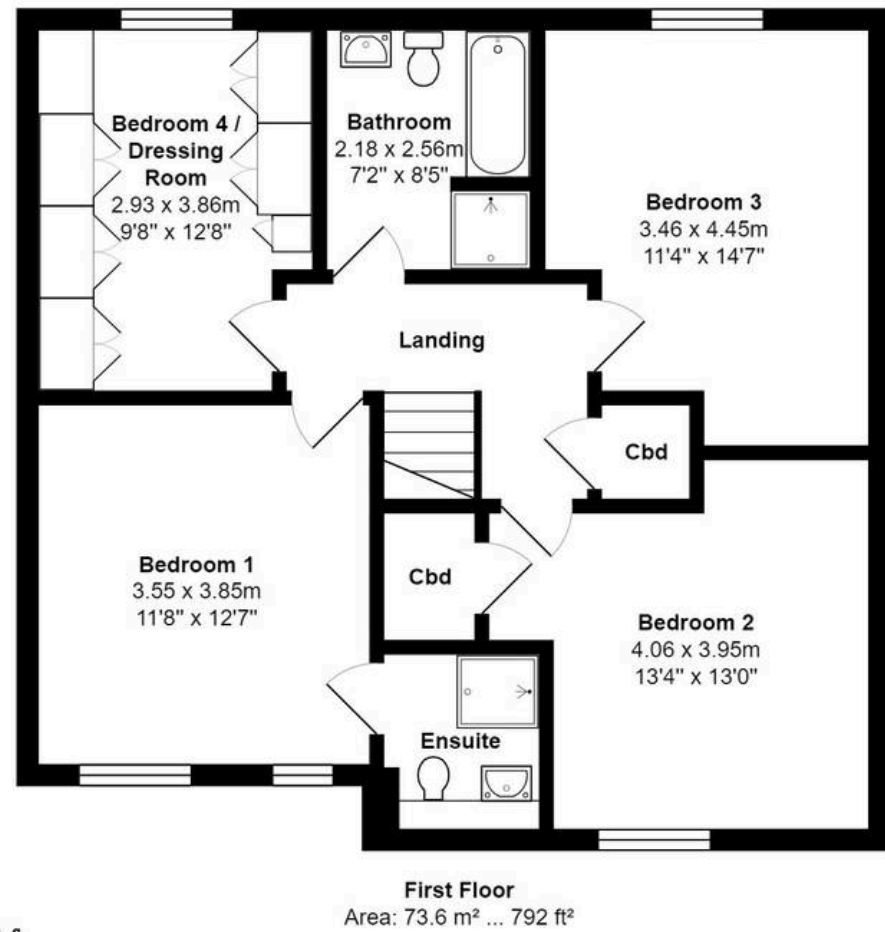 Bedroom 4 /
Dressing
Room
2.93 x 3.86m
9'8" x 12'8"
Bathroom
2.18 x 2.56m
7'2" x 8'5"
Bedroom 3
3.46 x 4.45m
11'4" x 14'7"
Landing
Cbd
Bedroom 1
3.55 x 3.85m
11'8" x 12'7"
Cbd
Bedroom 2
4.06 x 3.95m
13'4" x 13'0"
Ensuite
First Floor
Area: 73.6 m² ... 792 ft²